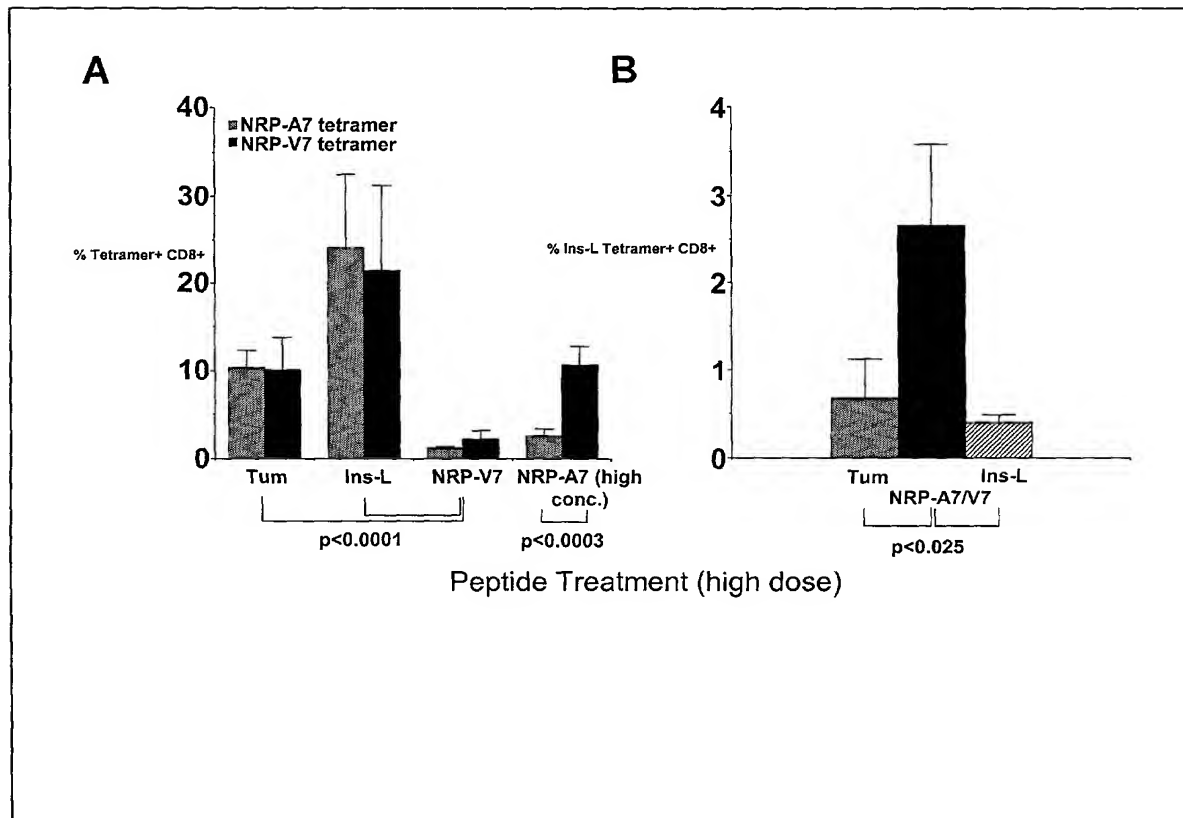 A
B
40
NRP-A7 tetramer
NRP-V7 tetramer
30
% Tetramer+ CD8+
20
10
0
Tum
Ins-L
NRP-V7
NRP-A7 (high
conc.)
p<0.0001
p<0.0003
4
3
% Ins-L Tetramer+ CD8+
2
1
0
Tum
Ins-L
NRP-A7/V7
p<0.025
Peptide Treatment (high dose)